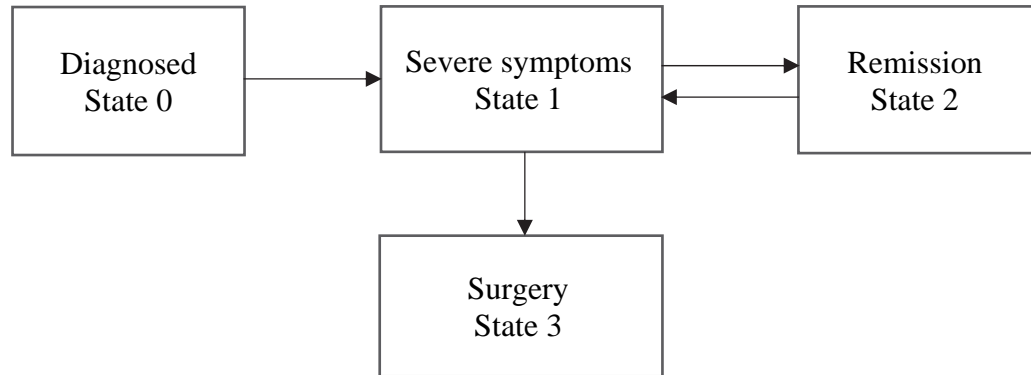 Diagnosed
State 0
Severe symptoms
State 1
Remission
State 2
Surgery
State 3